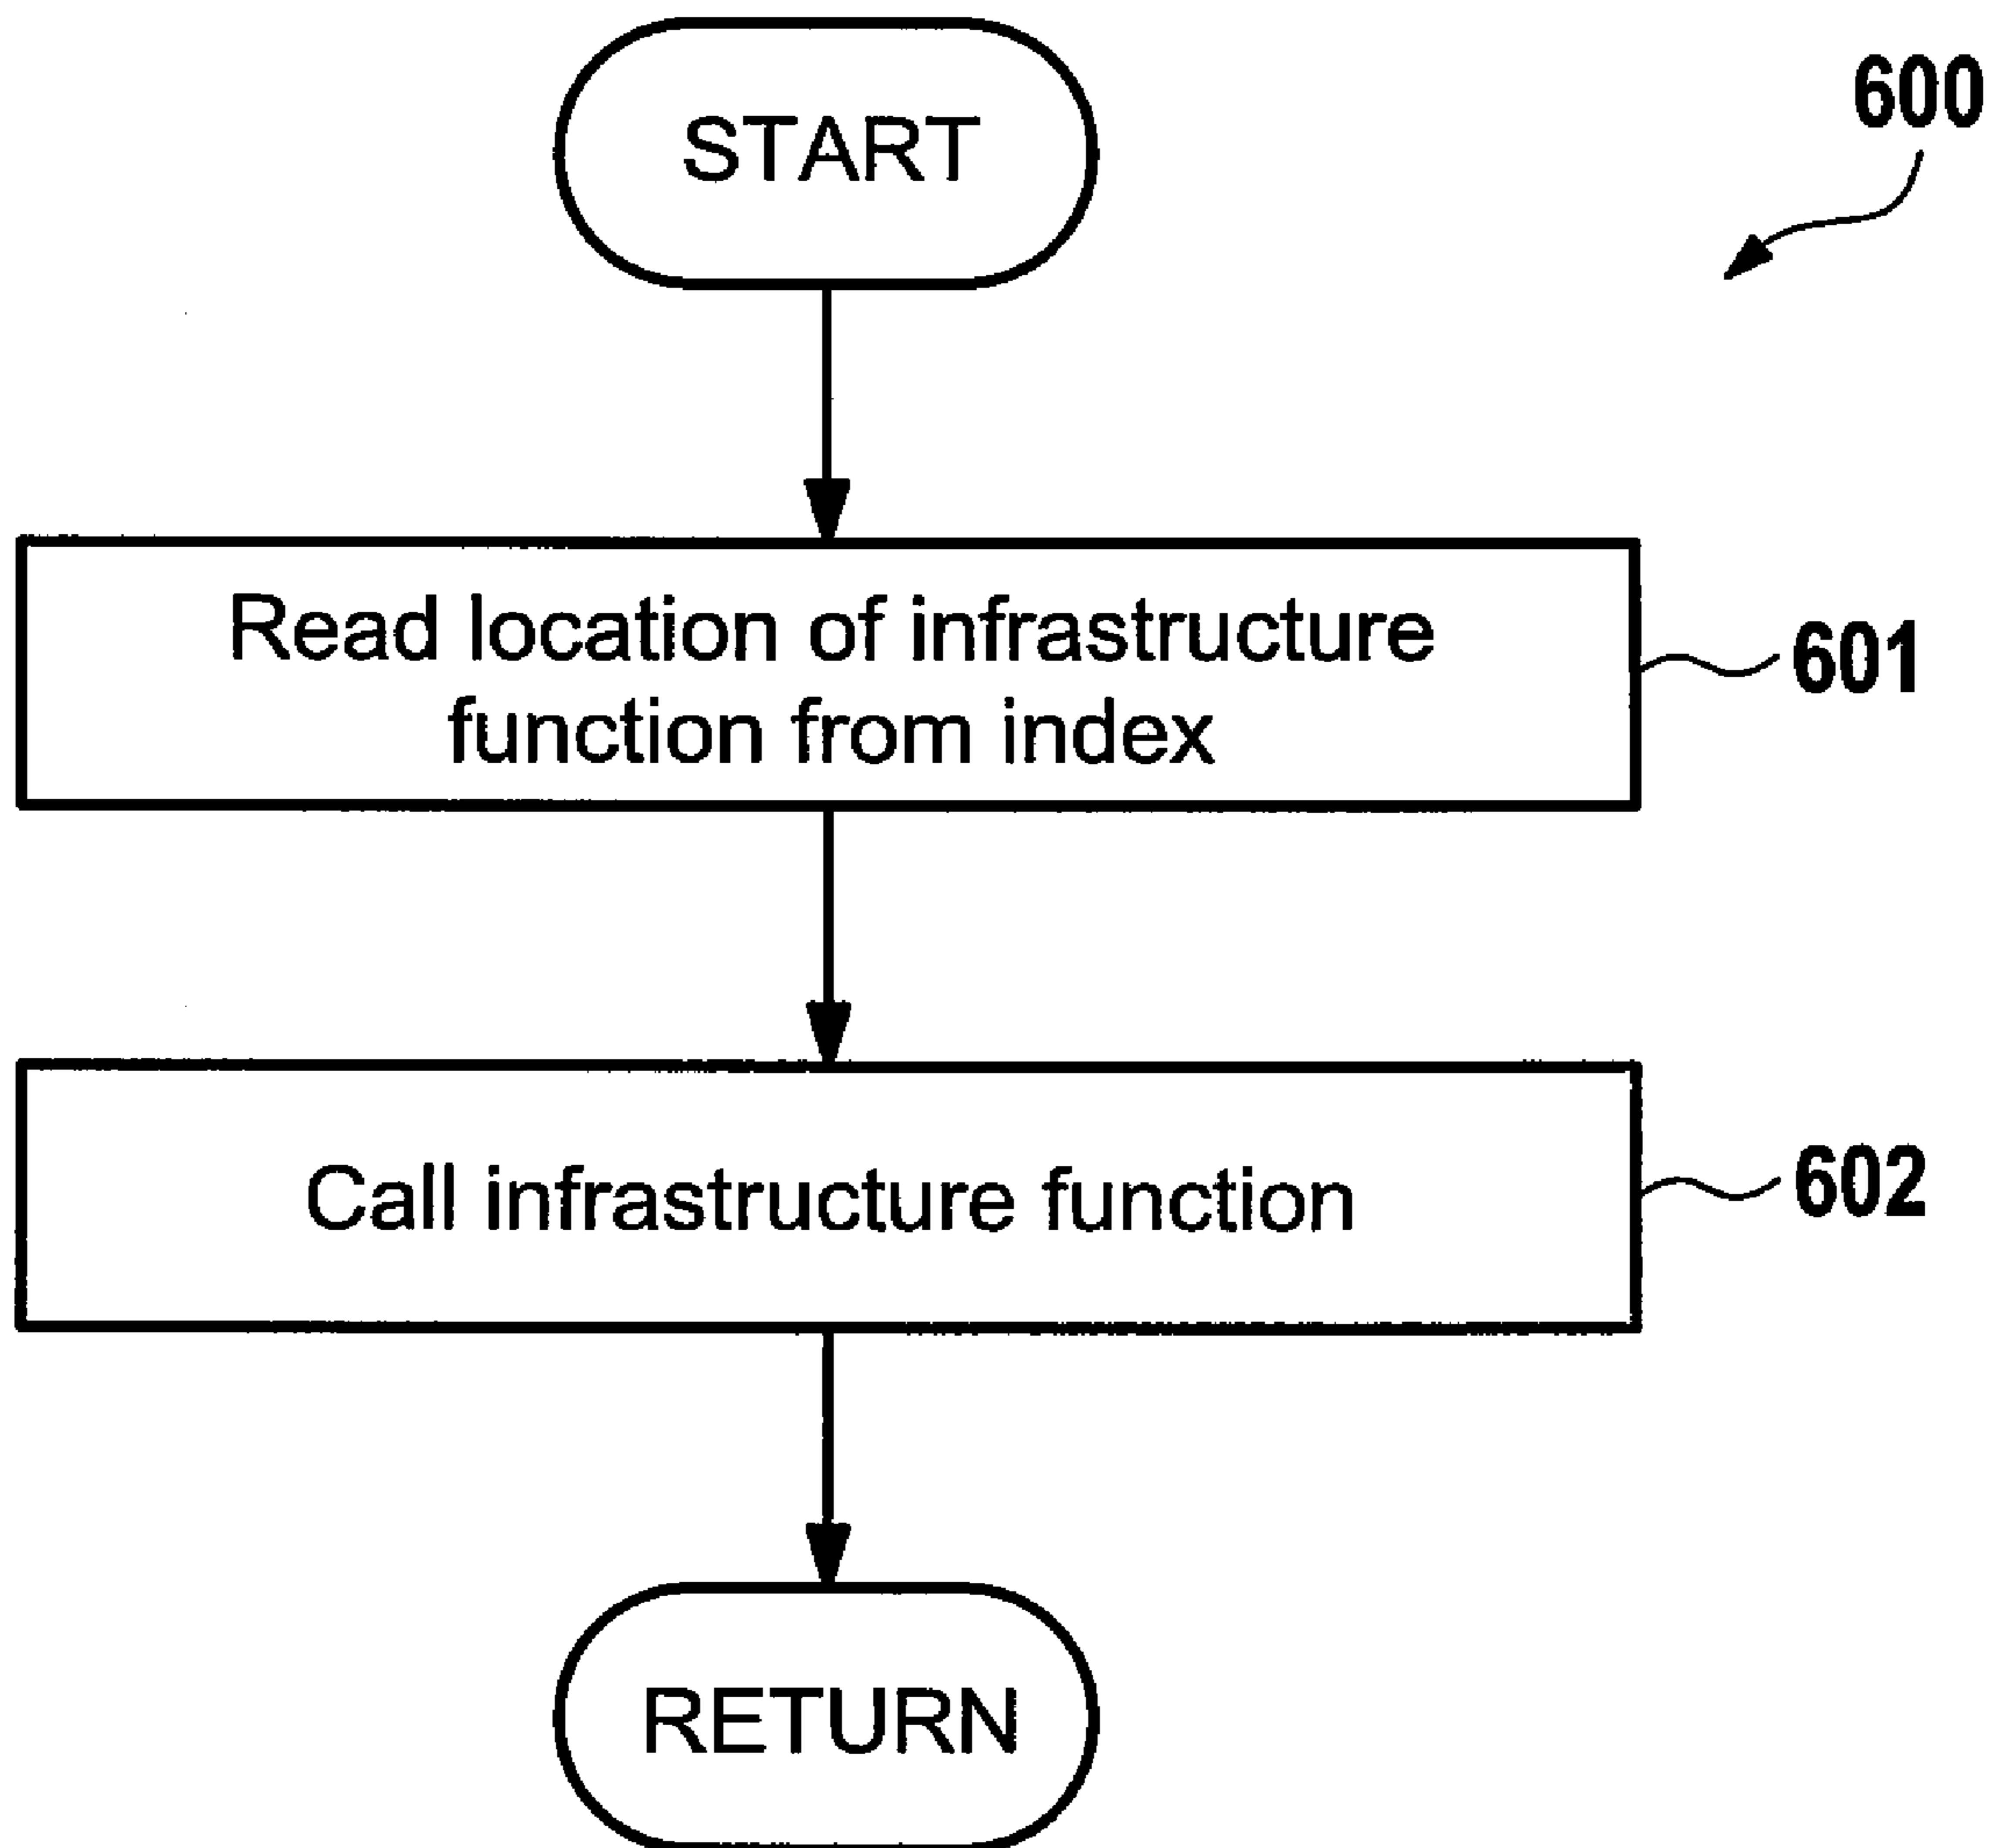 START
600
Read location of infrastructure
function from index
601
Call infrastructure function
602
RETURN